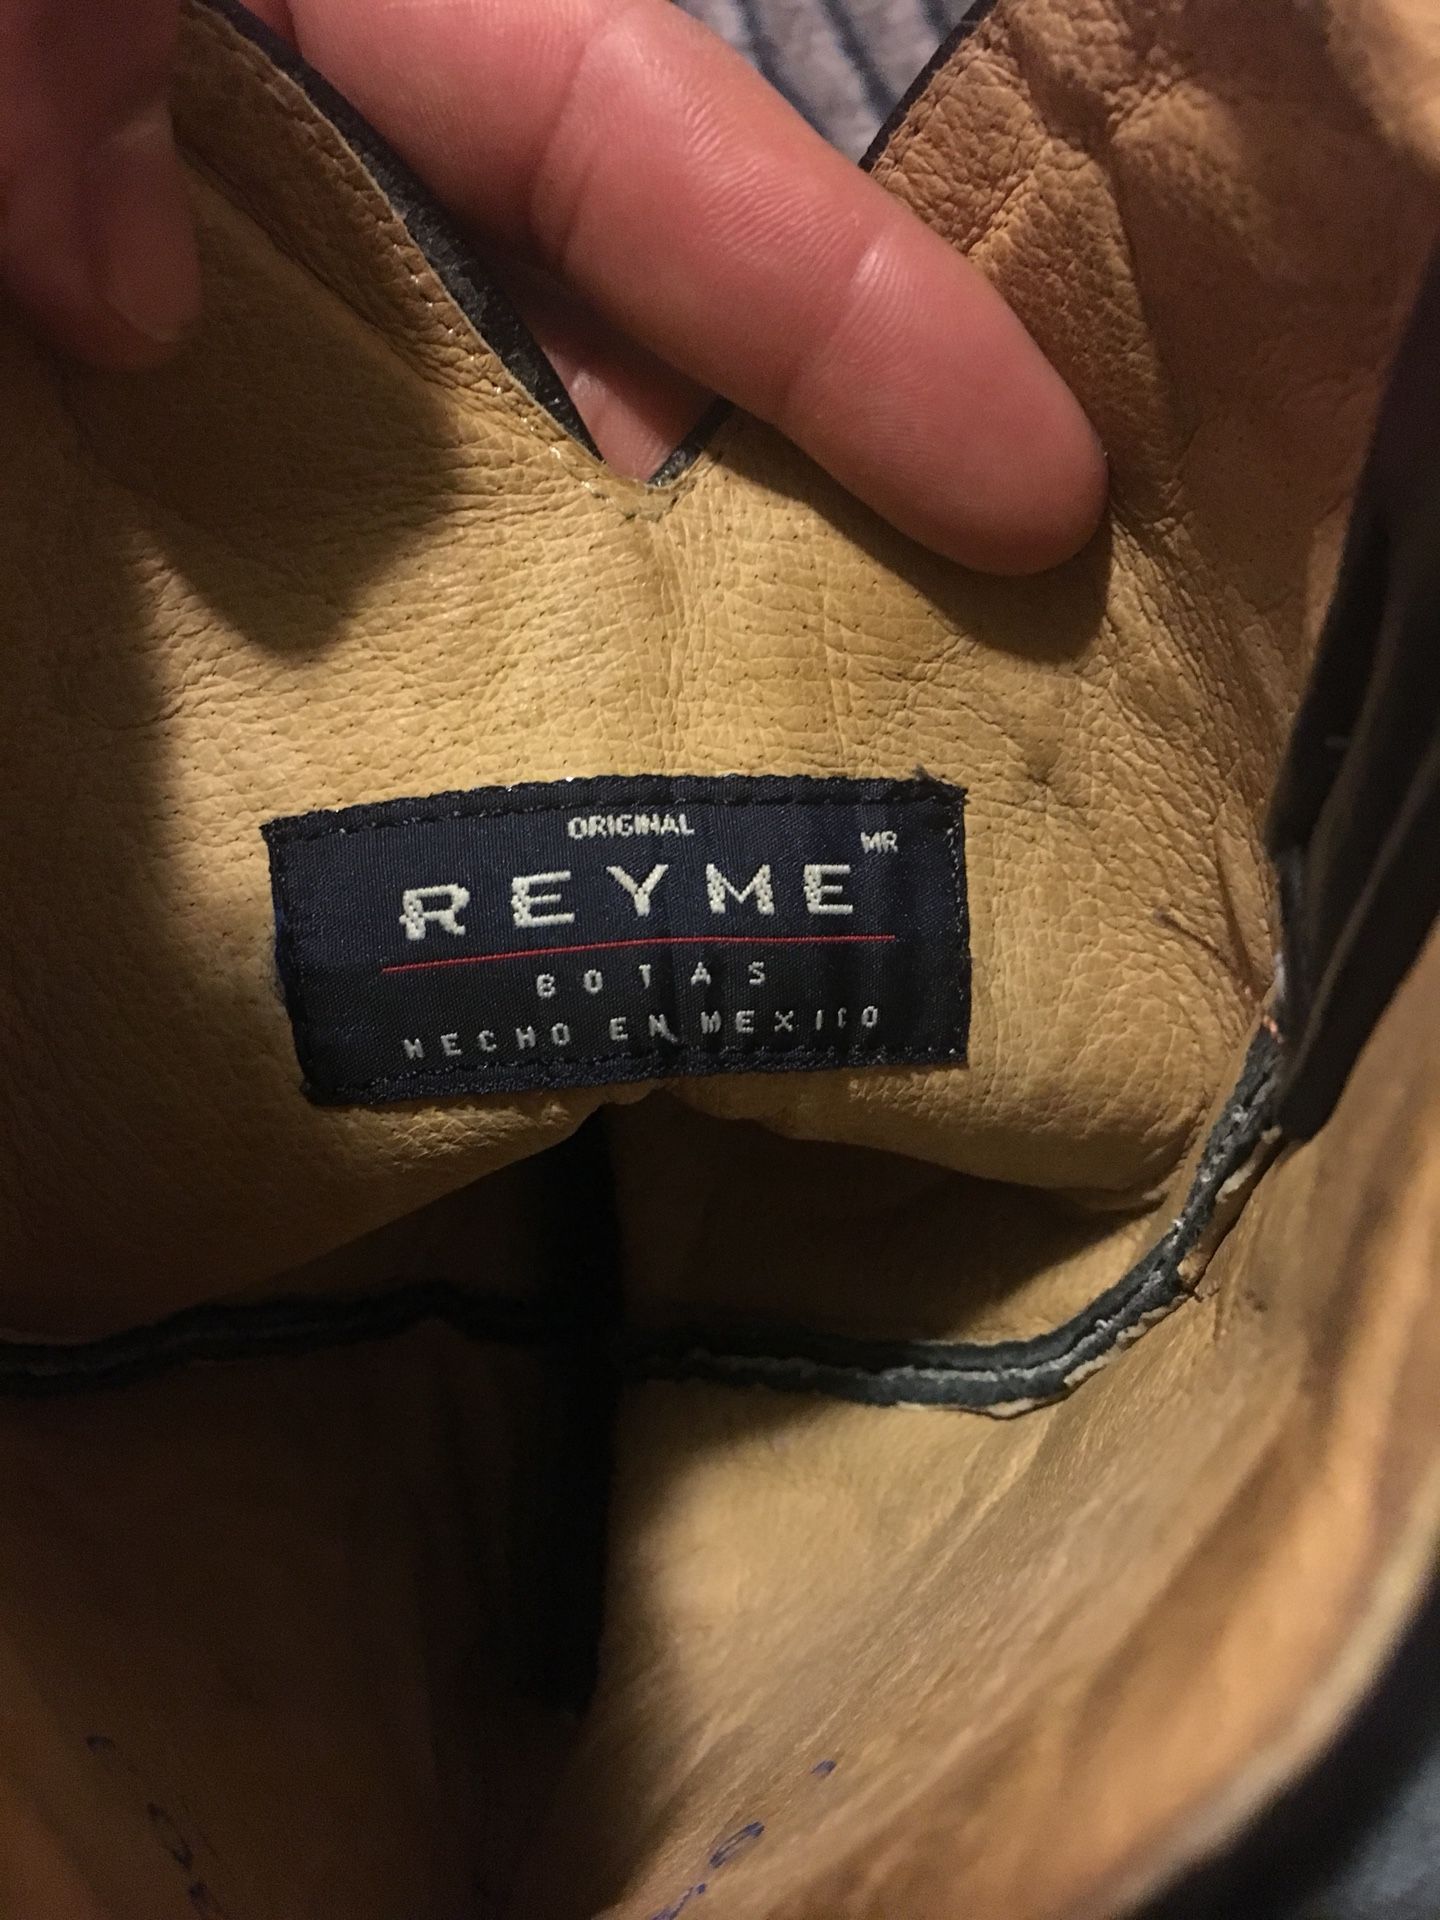 ORIGINAL
REYME MR
BOTAS
HECHO EN MEXICO